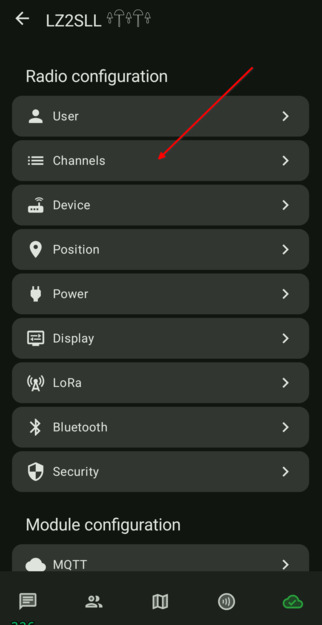 LZ2SLL
Radio configuration
User
Channels
Device
Position
Power
Display
LoRa
Bluetooth
Security
Module configuration
MQTT